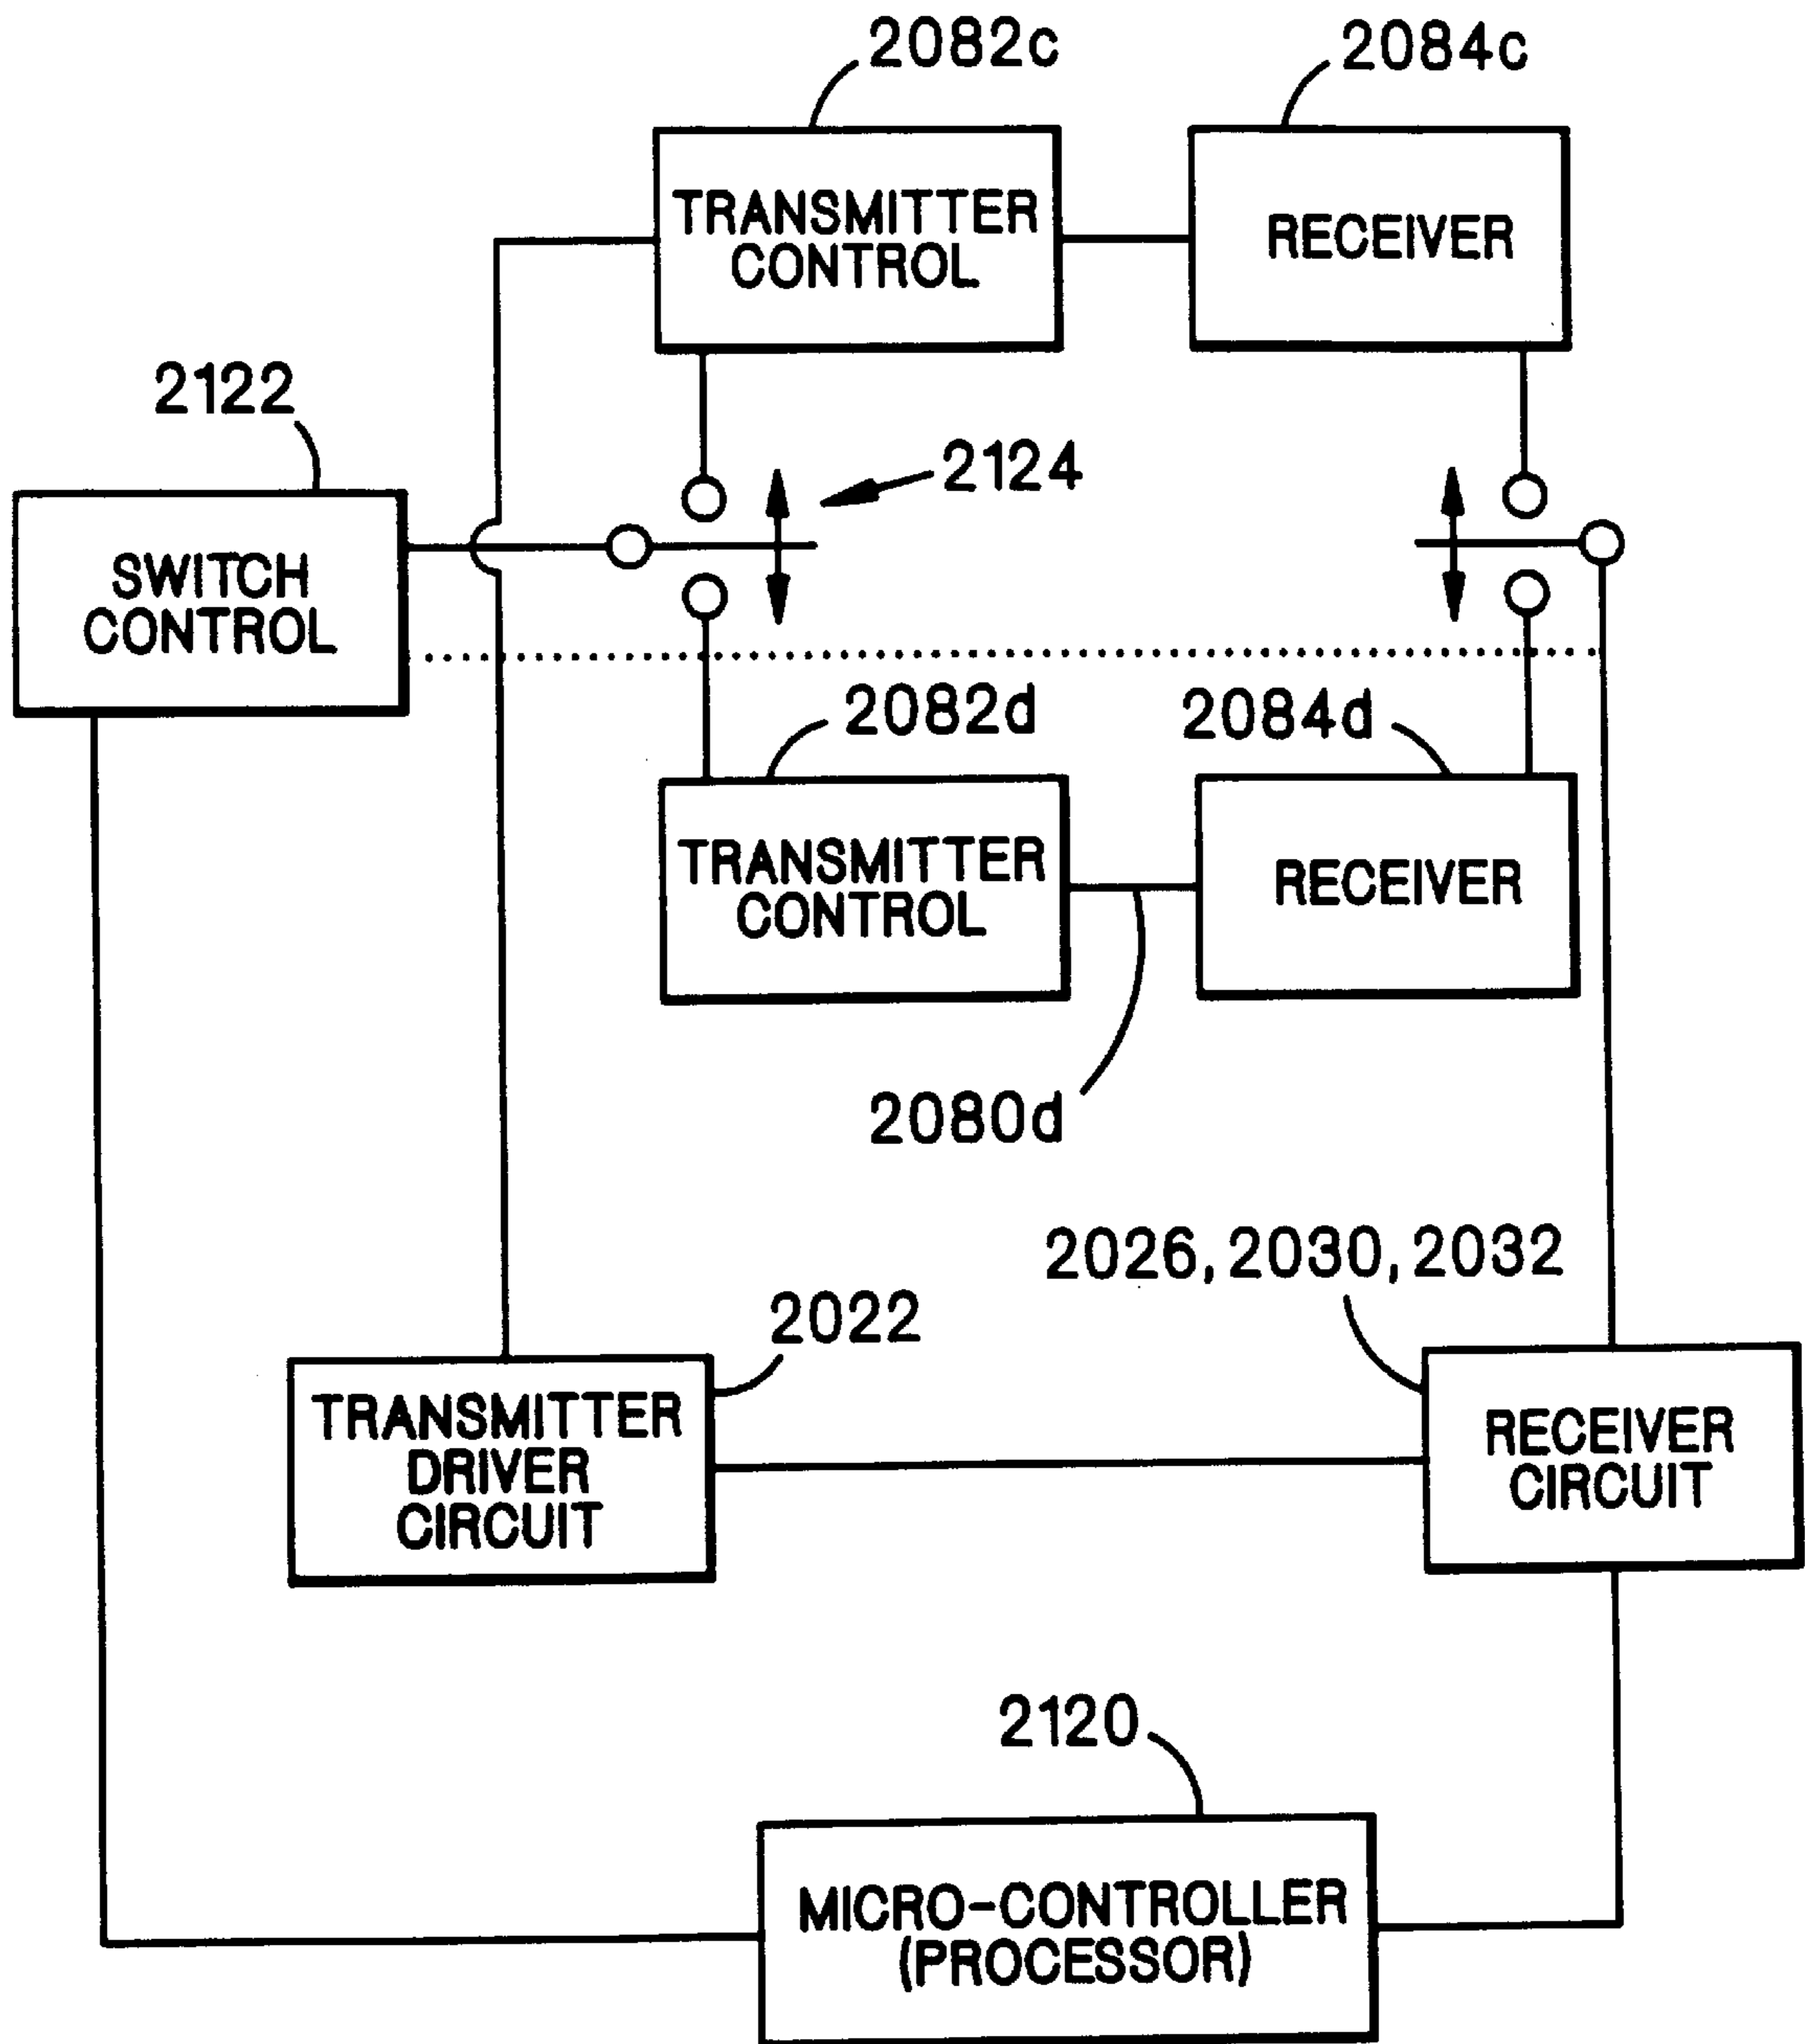 2082c
2084c
TRANSMITTER
CONTROL
RECEIVER
2122
2124
SWITCH
CONTROL
2082d
2084d
TRANSMITTER
CONTROL
RECEIVER
2080d
2026, 2030, 2032
2022
TRANSMITTER
DRIVER
CIRCUIT
RECEIVER
CIRCUIT
2120
MICRO-CONTROLLER
(PROCESSOR)